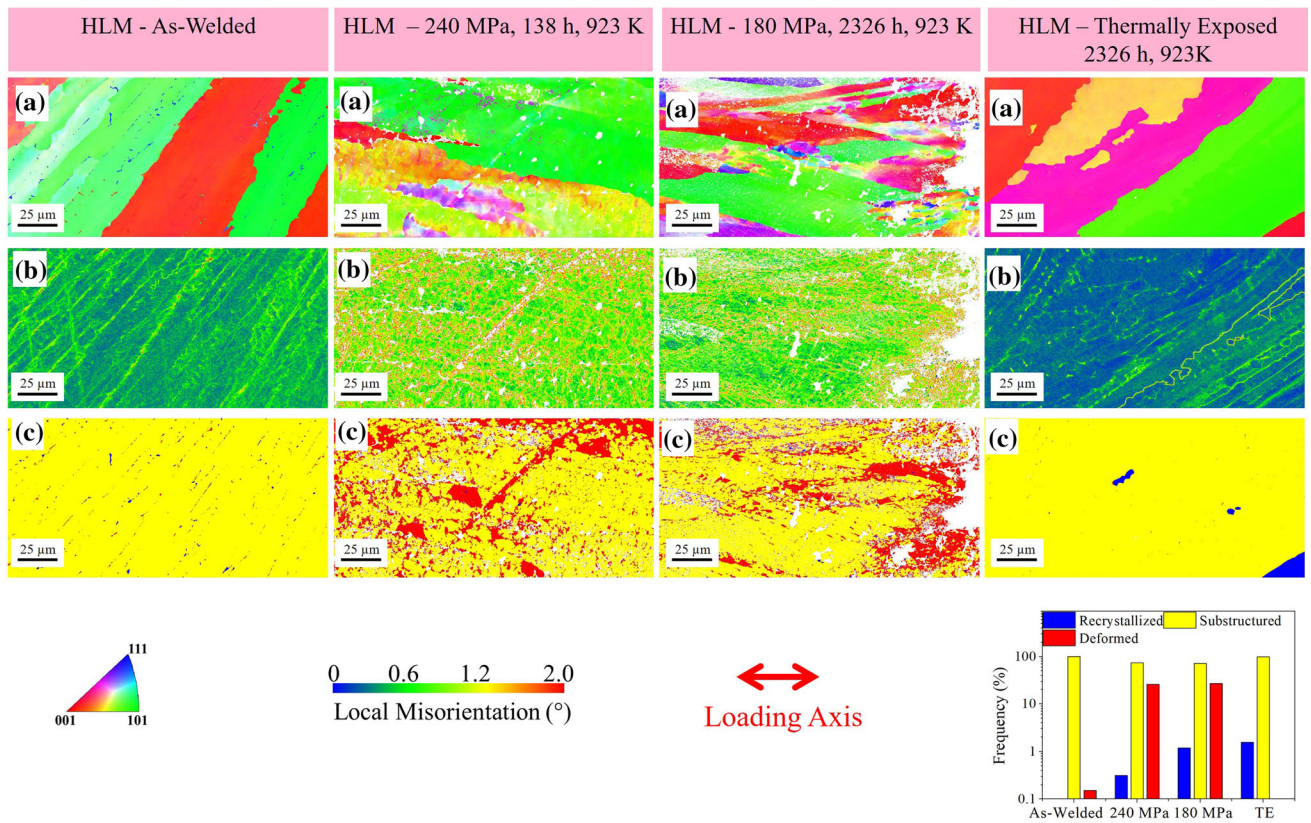 HLM - As-Welded
HLM – 240 MPa, 138 h, 923 K
HLM - 180 MPa, 2326 h, 923 K
HLM – Thermally Exposed
2326 h, 923K
(a)
25 µm
(a)
25 µm
(a)
25 µm
(a)
25 µm
(b)
25 µm
(b)
25 µm
(b)
25 µm
(b)
25 µm
(c)
25 µm
(c)
25 µm
(c)
25 µm
(c)
25 µm
111
001 101
0 0.6 1.2 2.0
Local Misorientation (°)
Loading Axis
Recrystallized Substructured
Deformed
Frequency (%)
100
10
1
0.1
As-Welded 240 MPa 180 MPa TE